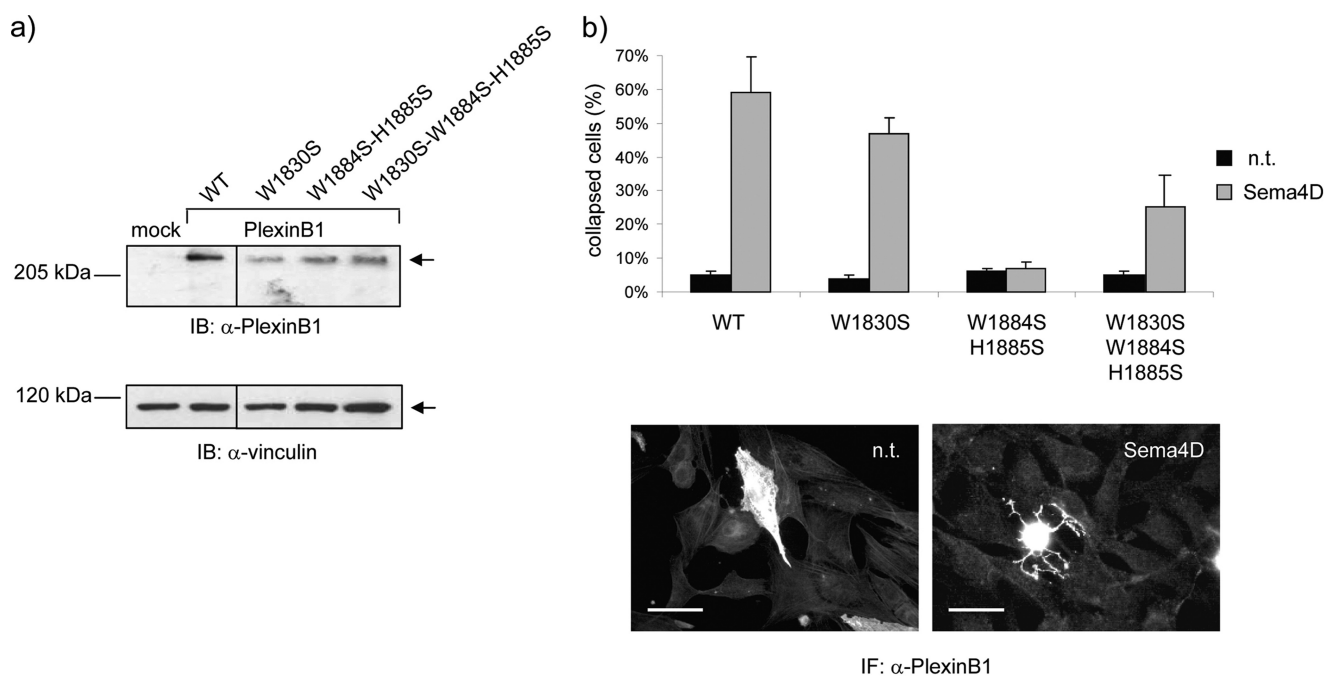 a)
WT
W1830S
W1884S-H1885S
W1830S-W1884S-H1885S
mock
PlexinB1
205 kDa
IB: α-PlexinB1
120 kDa
IB: α-vinculin
b)
collapsed cells (%)
70%
60%
50%
40%
30%
20%
10%
0%
n.t.
Sema4D
WT
W1830S
W1884S
H1885S
W1830S
W1884S
H1885S
n.t.
Sema4D
IF: α-PlexinB1